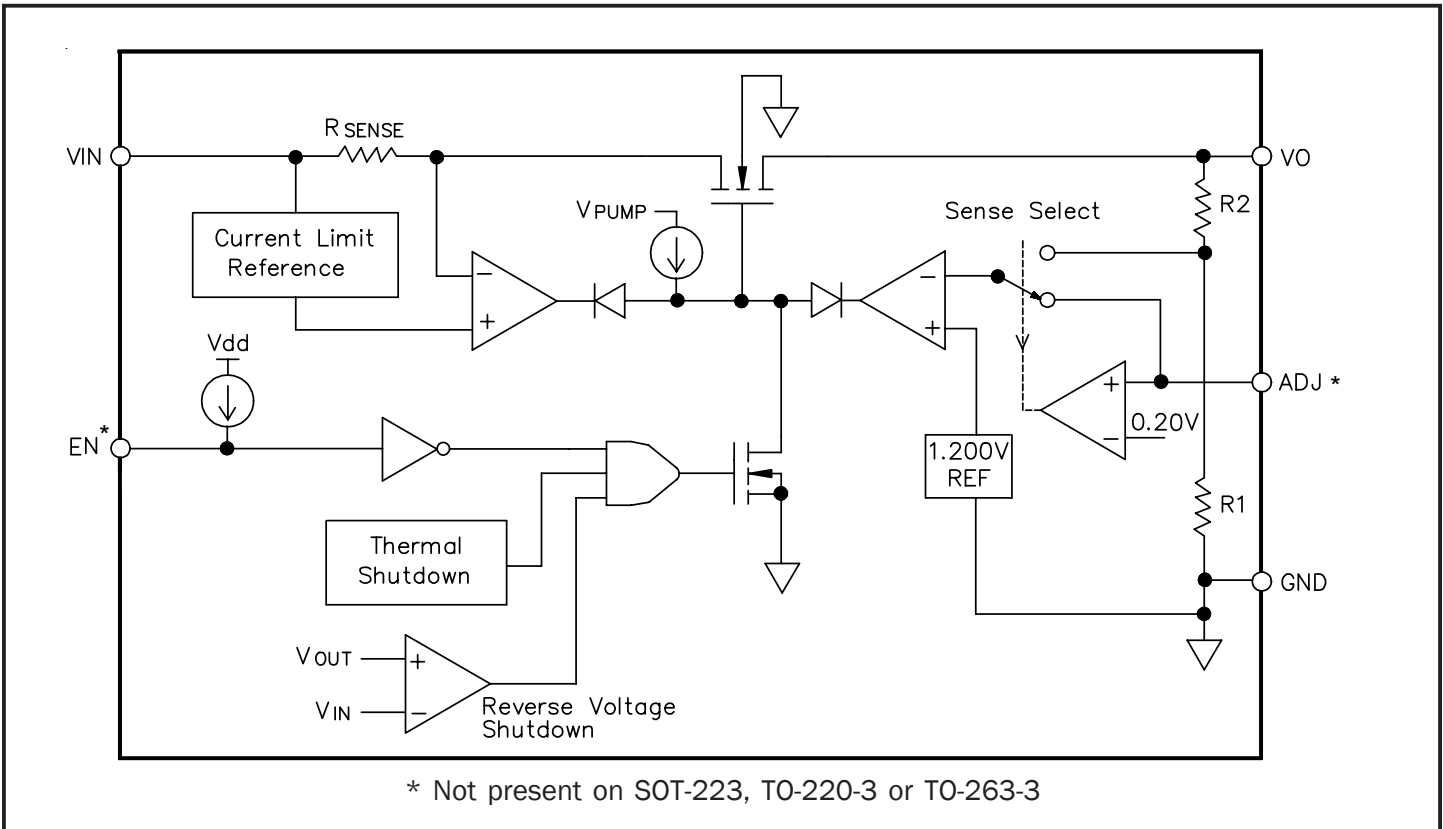 RSENSE
VIN
VO
R2
VPUMP
Sense Select
Current Limit
Reference
−
+
−
+
Vdd
+
−
0.20V
ADJ *
EN*
1.200V
REF
R1
Thermal
Shutdown
GND
VOUT
+
VIN
−
Reverse Voltage
Shutdown
* Not present on SOT-223, TO-220-3 or TO-263-3